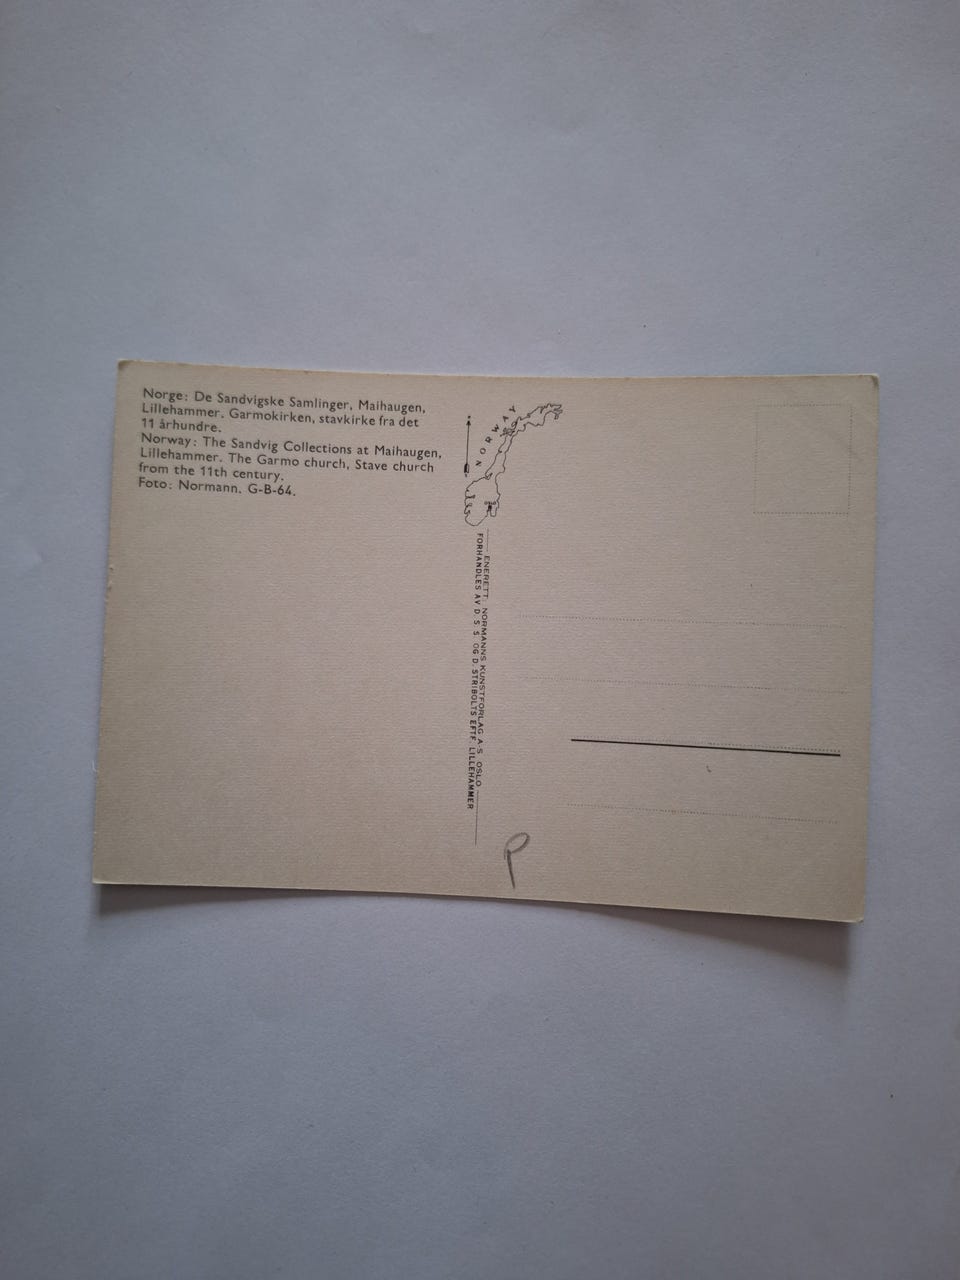 Norge: De Sandvigske Samlinger, Maihaugen,
Lillehammer. Garmokirken, stavkirke fra det
11 århundre.
Norway: The Sandvig Collections at Maihaugen,
Lillehammer. The Garmo church, Stave church
from the 11th century.
Foto: Normann. G-B-64.
NORWAY
ENERETT: NORMANNS KUNSTFORLAG A-S OSLO
FORHANDLES AV D. S. S. OG D. STRIBOLTS EFTF. LILLEHAMMER
P